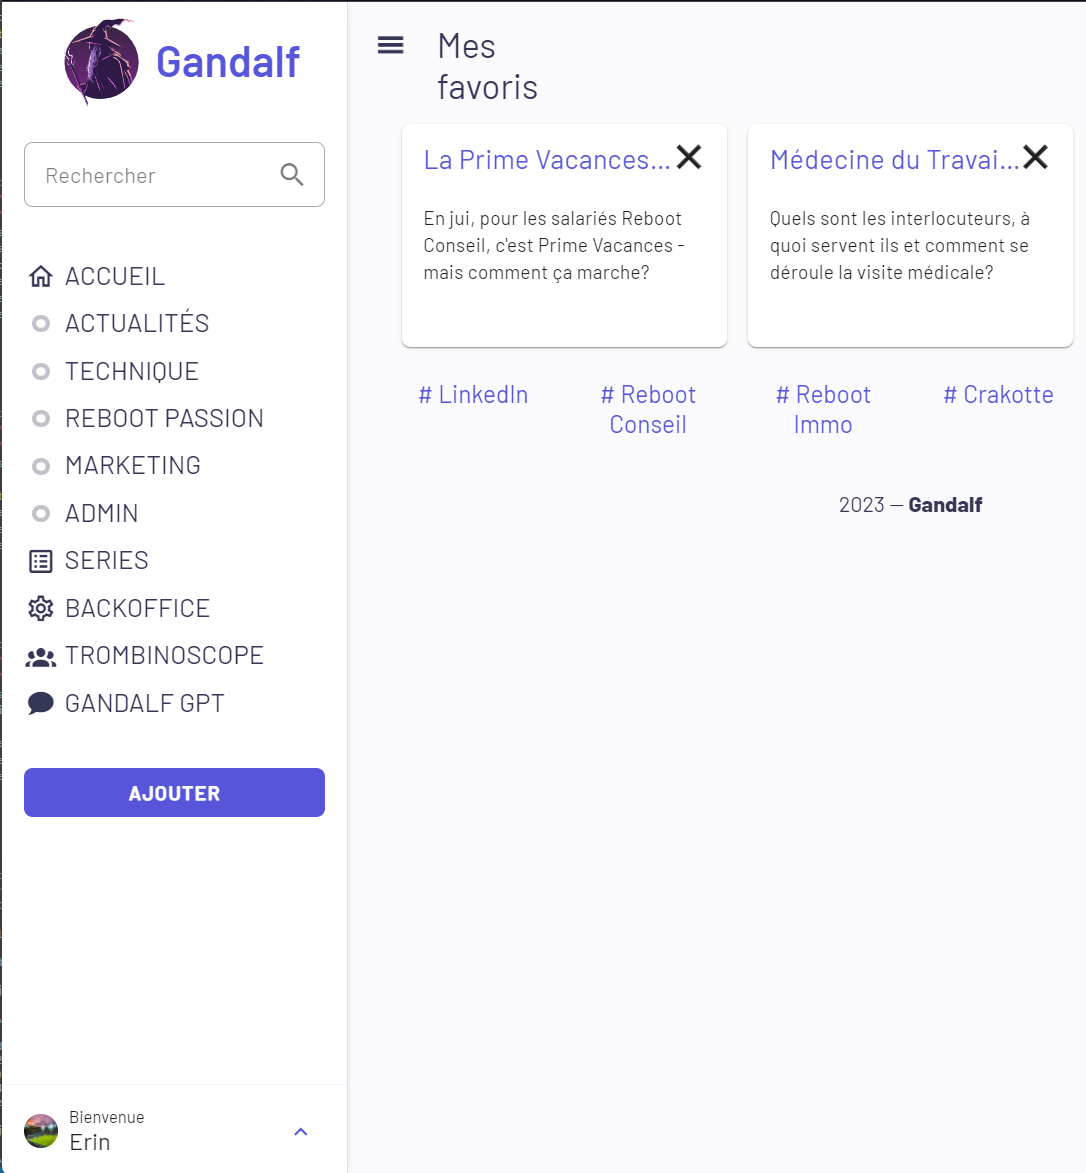 Gandalf
Rechercher
ACCUEIL
ACTUALITÉS
TECHNIQUE
REBOOT PASSION
MARKETING
ADMIN
SERIES
BACKOFFICE
TROMBINOSCOPE
GANDALF GPT
AJOUTER
Bienvenue
Erin
Mes
favoris
La Prime Vacances...
En jui, pour les salariés Reboot
Conseil, c'est Prime Vacances -
mais comment ça marche?
Médecine du Travai...
Quels sont les interlocuteurs, à
quoi servent ils et comment se
déroule la visite médicale?
# LinkedIn
# Reboot
Conseil
# Reboot
Immo
# Crakotte
2023 — Gandalf